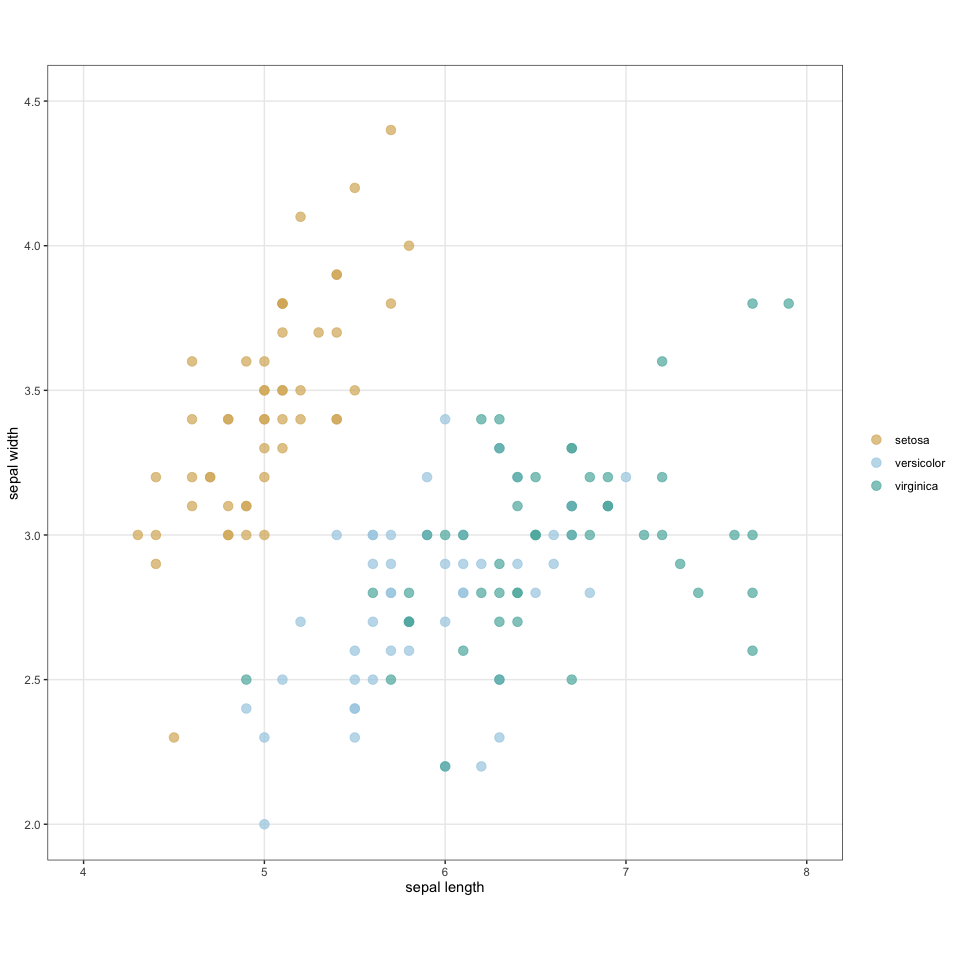 4.5
4.0
3.5
3.0
2.5
2.0
sepal width
4 5 6 7 8
sepal length
setosa
versicolor
virginica